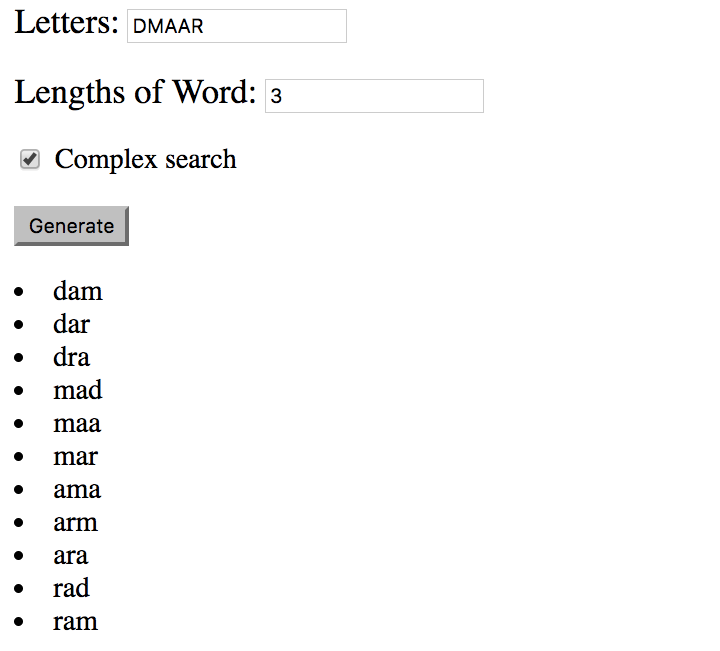 Letters: DMAAR
Lengths of Word: 3
Complex search
Generate
dam
dar
dra
mad
maa
mar
ama
arm
ara
rad
ram